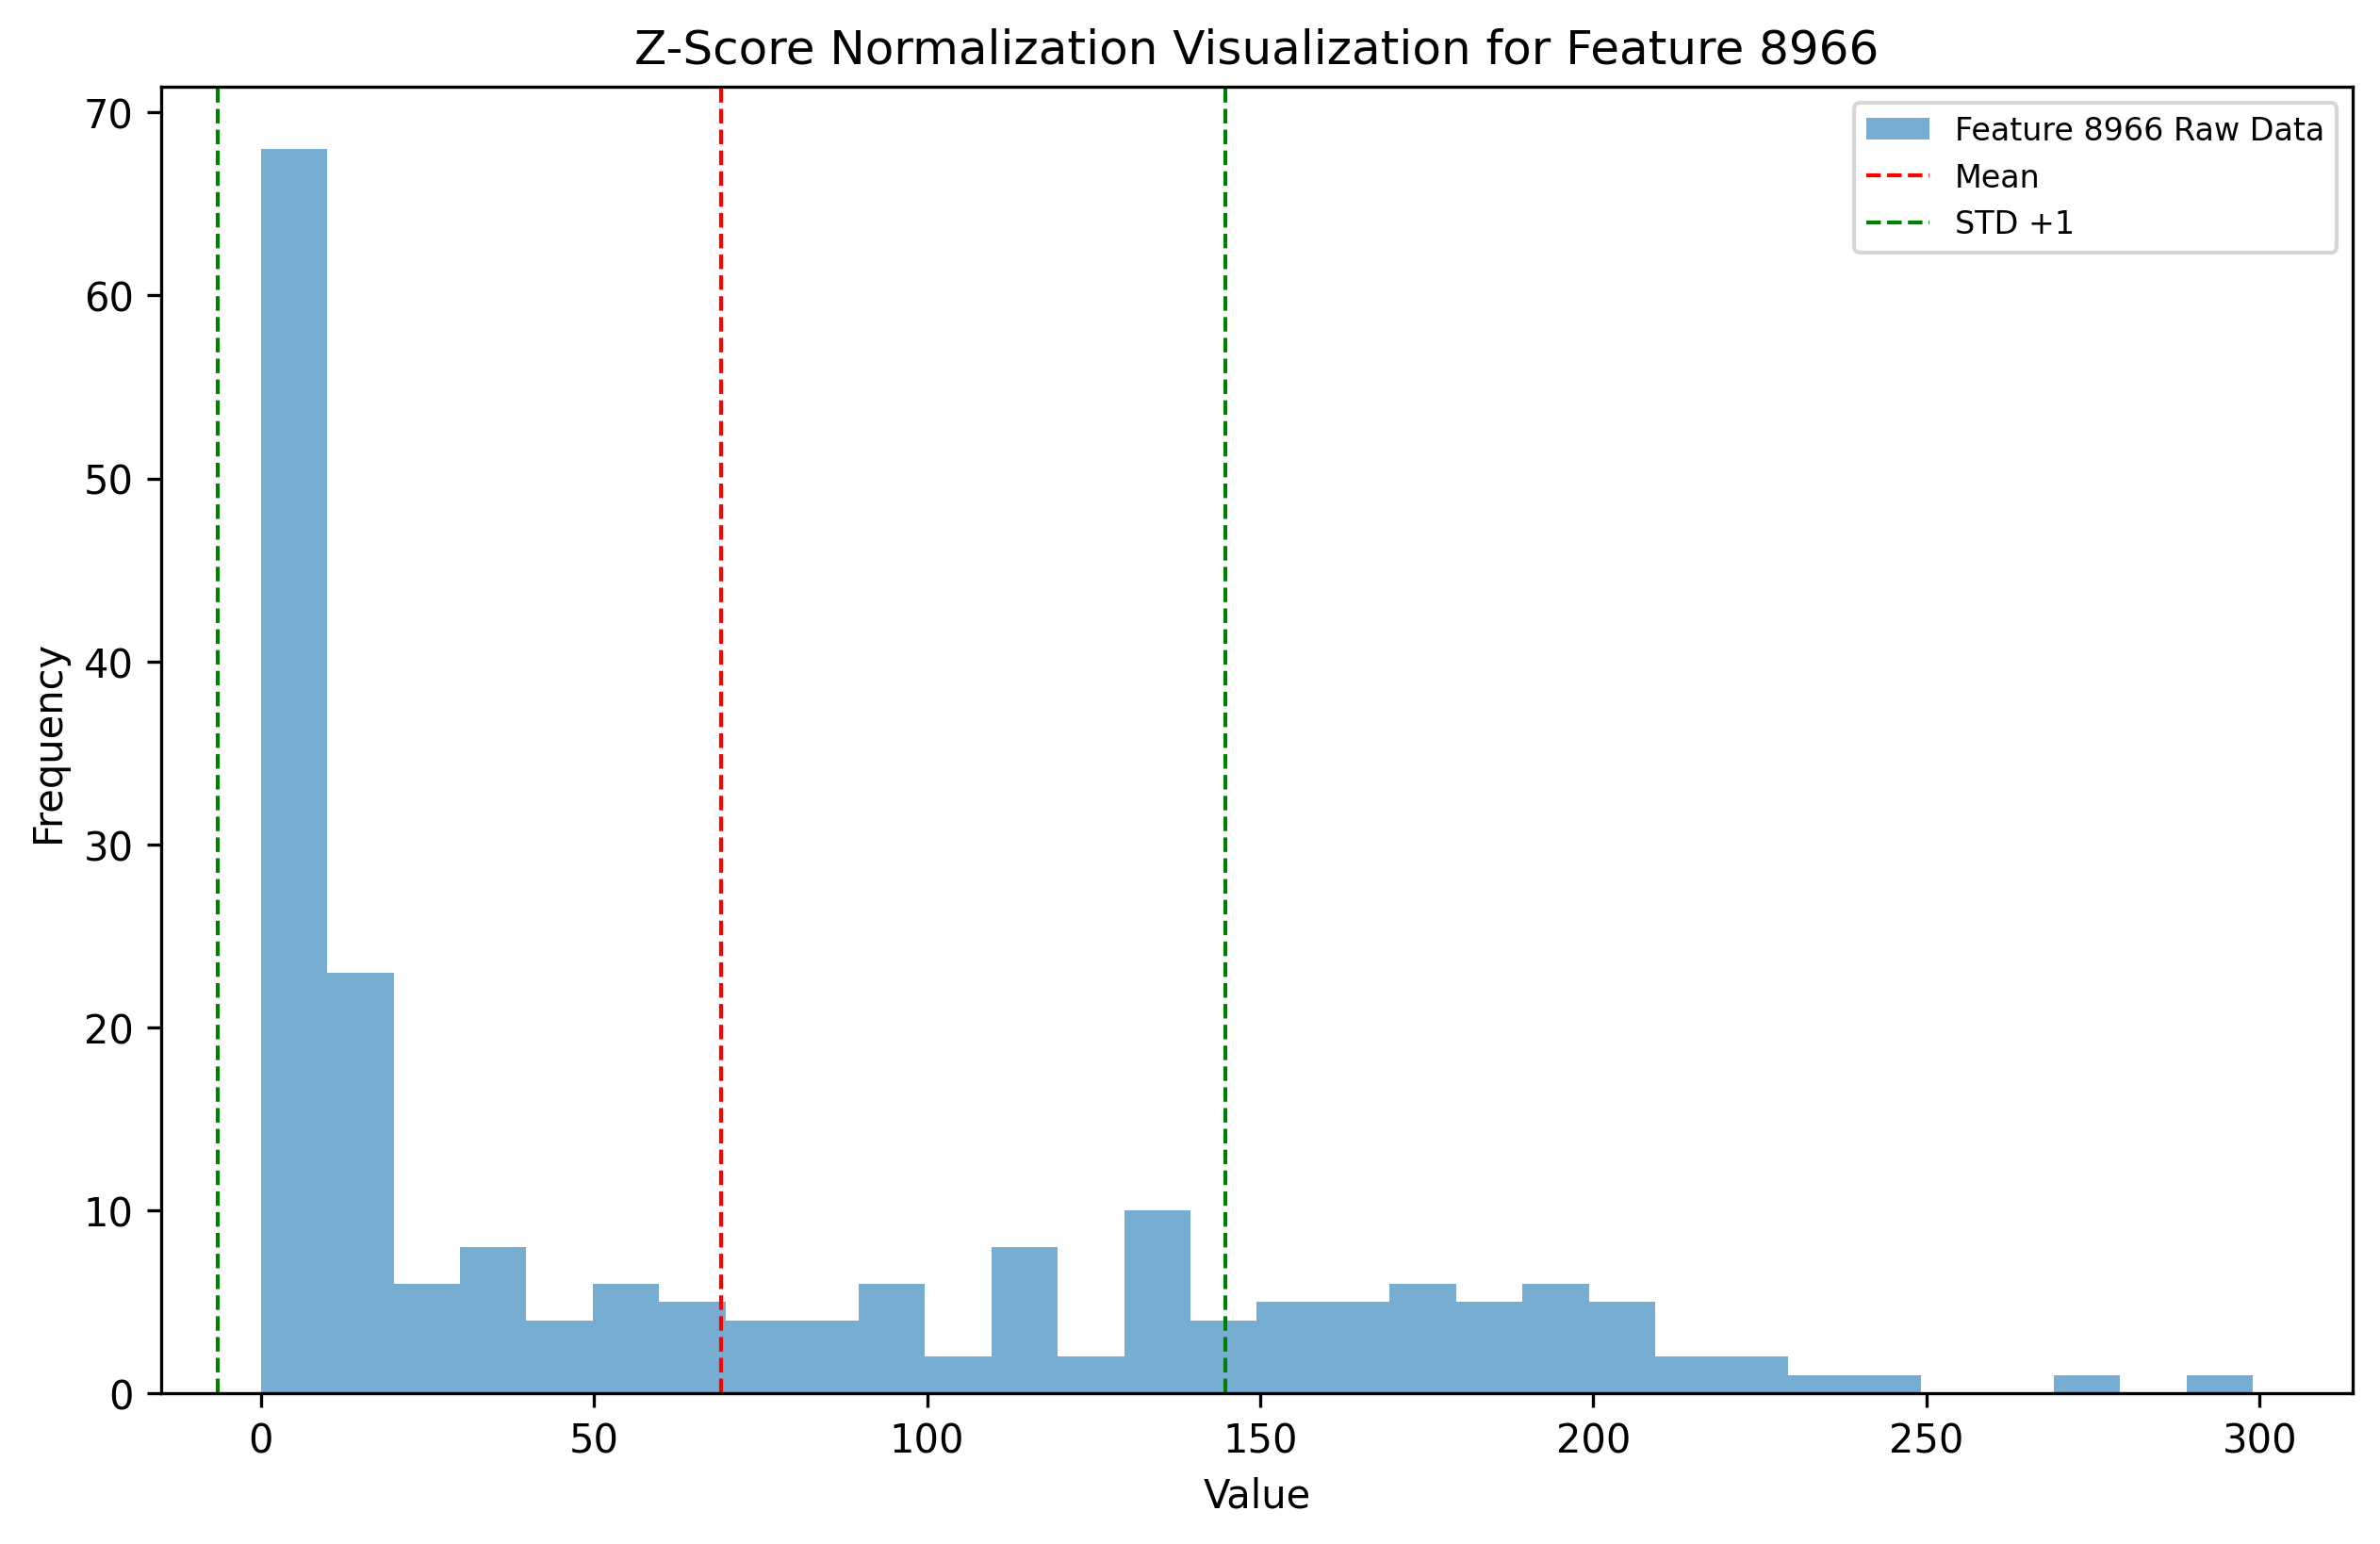 Z-Score Normalization Visualization for Feature 8966
Feature 8966 Raw Data
Mean
STD +1
70
60
50
40
30
20
10
0
Frequency
0 50 100 150 200 250 300
Value